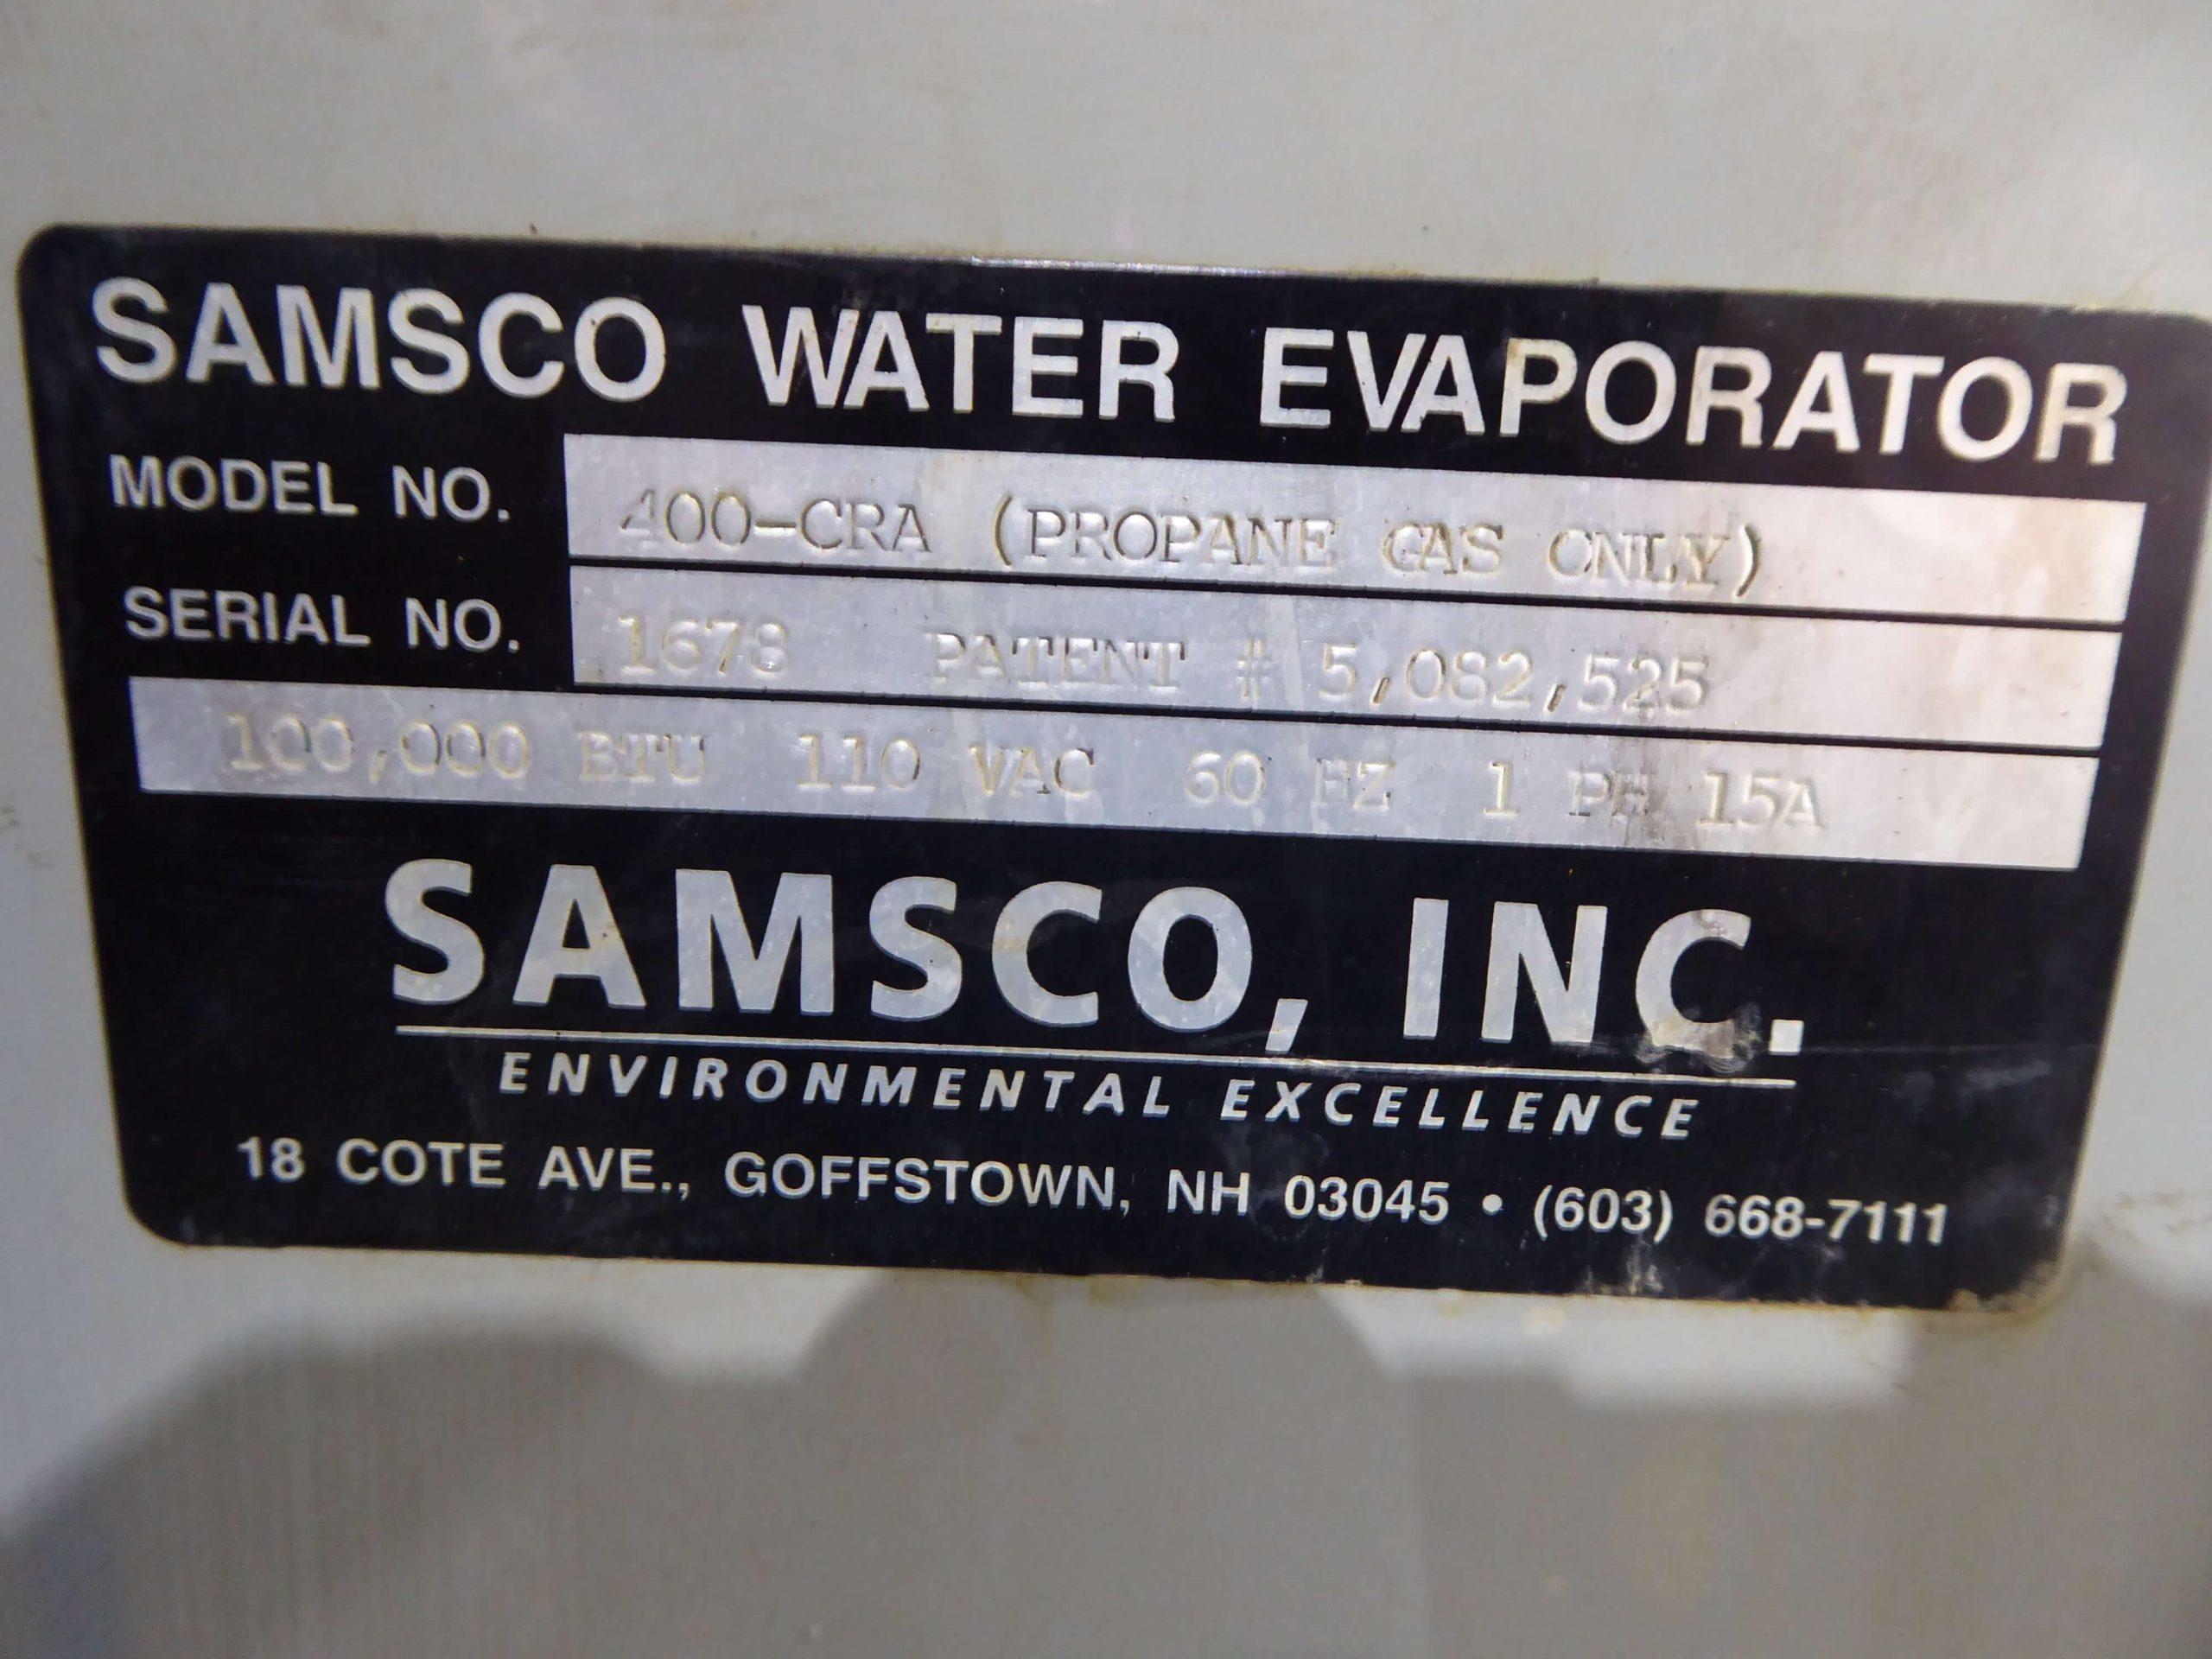 SAMSCO WATER EVAPORATOR
MODEL NO. 400-CRA (PROPANE GAS ONLY)
SERIAL NO. 1678 PATENT # 5,082,525
100,000 BTU 110 VAC 60 HZ 1 PH 15A
SAMSCO, INC.
ENVIRONMENTAL EXCELLENCE
18 COTE AVE., GOFFSTOWN, NH 03045 • (603) 668-7111